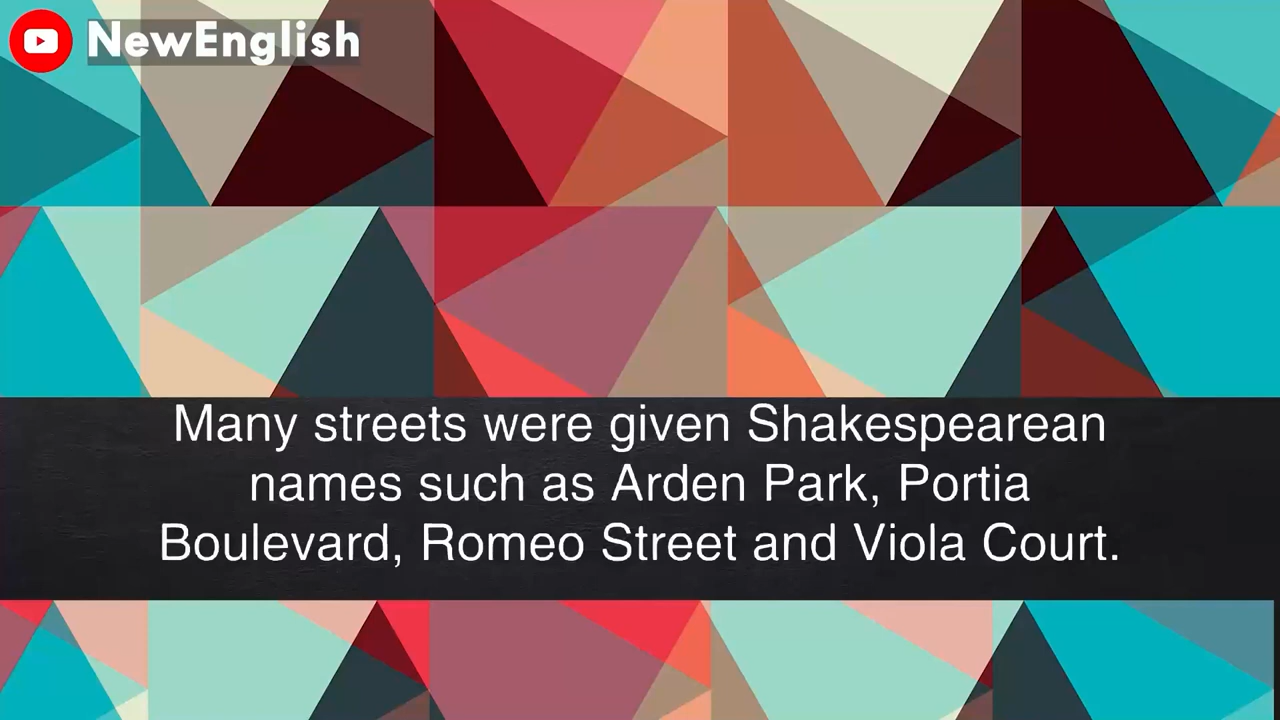 NewEnglish
Many streets were given Shakespearean
names such as Arden Park, Portia
Boulevard, Romeo Street and Viola Court.